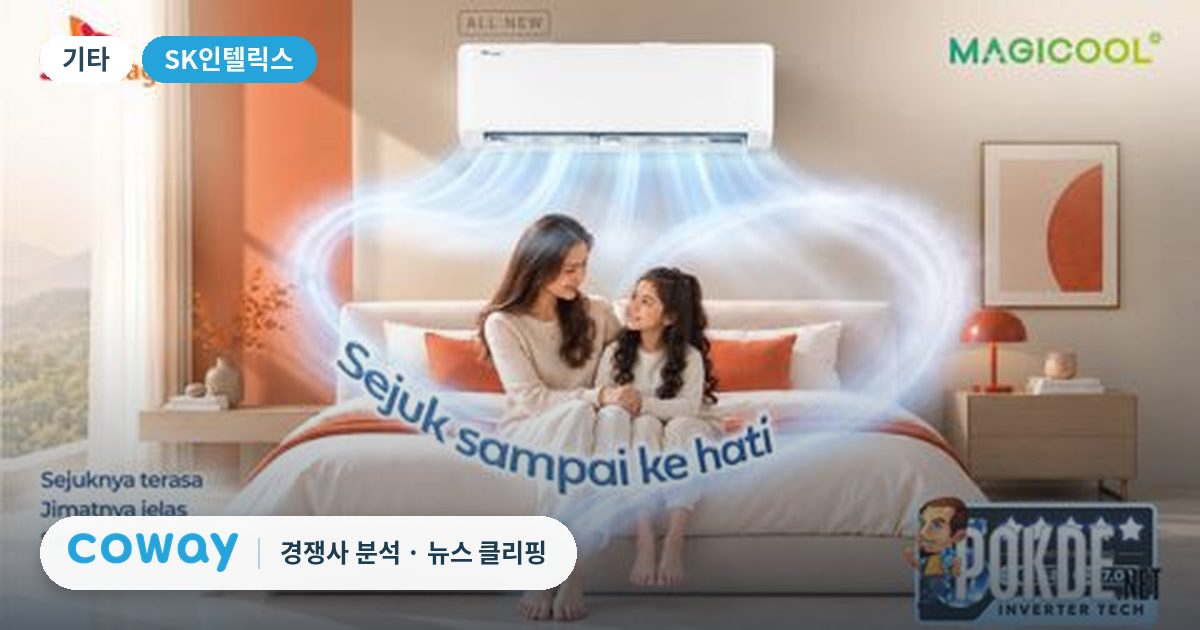 ALL NEW
기타
SK인텔릭스
MAGICOOL
Sejuk sampai ke hati
Sejuknya terasa
Jimatnya jelas
coway
경쟁사 분석 · 뉴스 클리핑
POKDE
.NET
INVERTER TECH